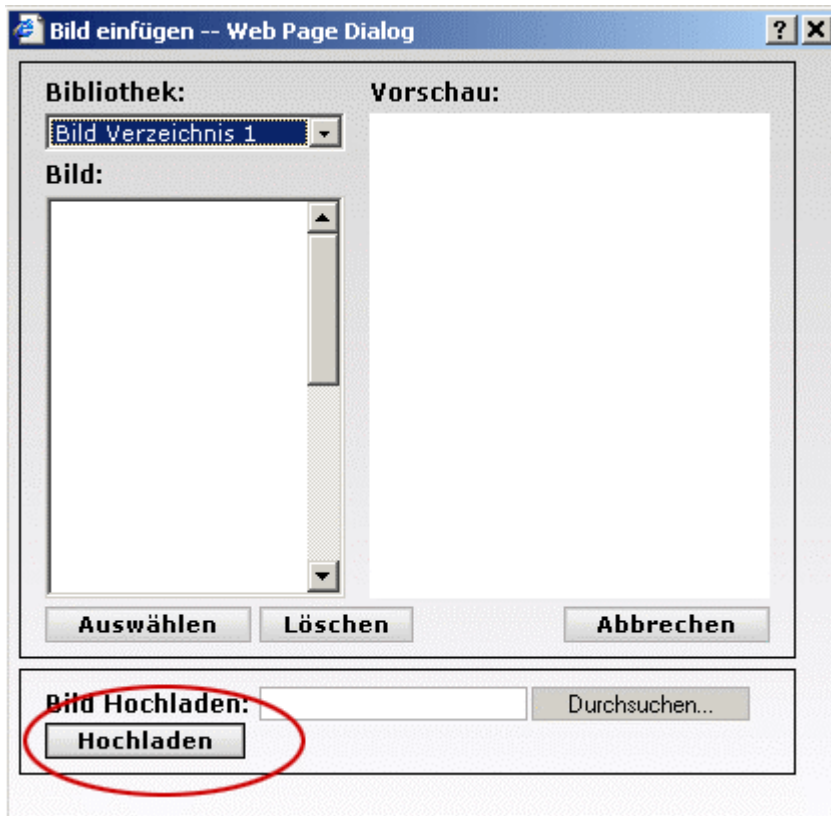 Bild einfügen -- Web Page Dialog
Bibliothek:
Vorschau:
Bild Verzeichnis 1
Bild:
Auswählen
Löschen
Abbrechen
Bild Hochladen:
Durchsuchen...
Hochladen